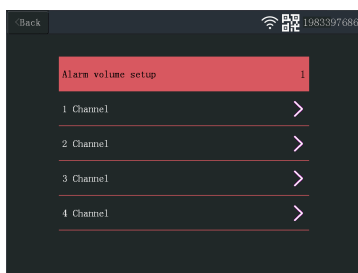 <Back 1983397686
Alarm volume setup 1
1 Channel
2 Channel
3 Channel
4 Channel